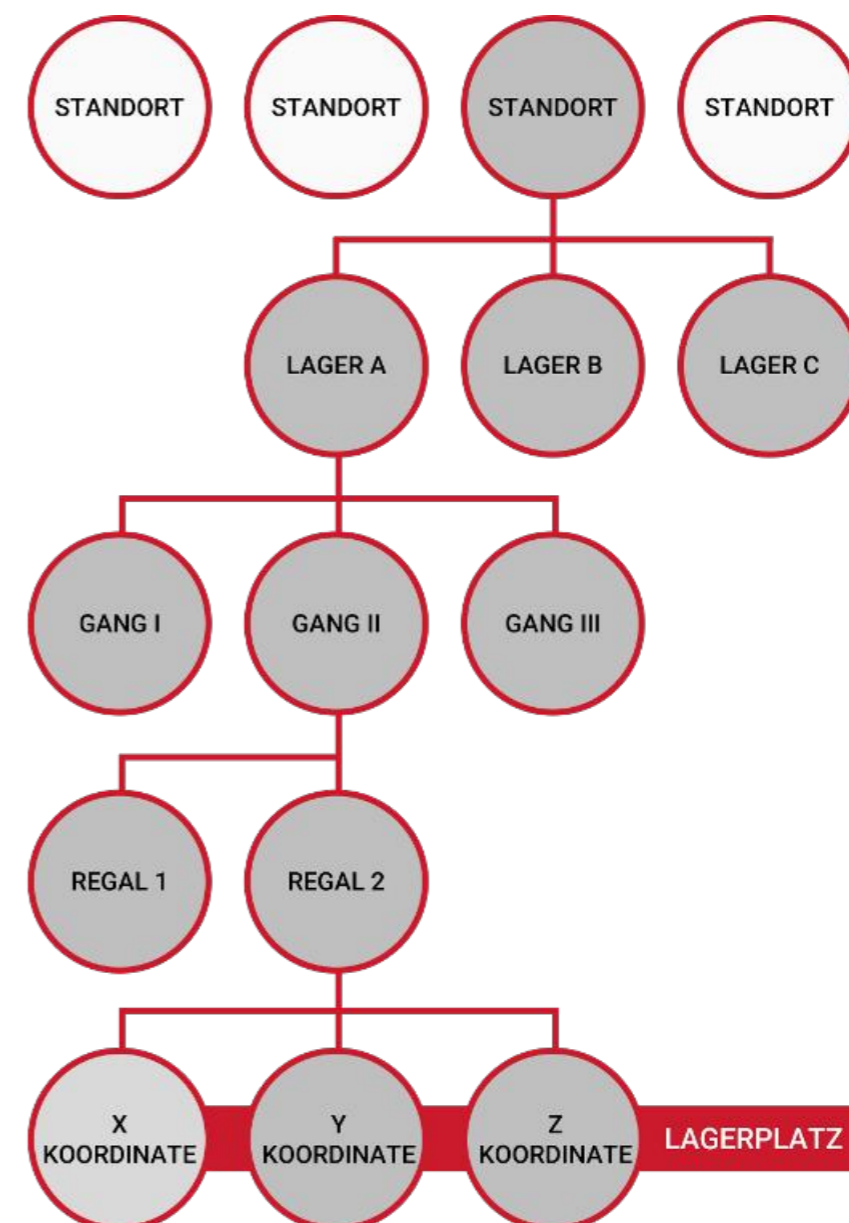 STANDORT
STANDORT
STANDORT
STANDORT
LAGER A
LAGER B
LAGER C
GANG I
GANG II
GANG III
REGAL 1
REGAL 2
X
KOORDINATE
Y
KOORDINATE
Z
KOORDINATE
LAGERPLATZ